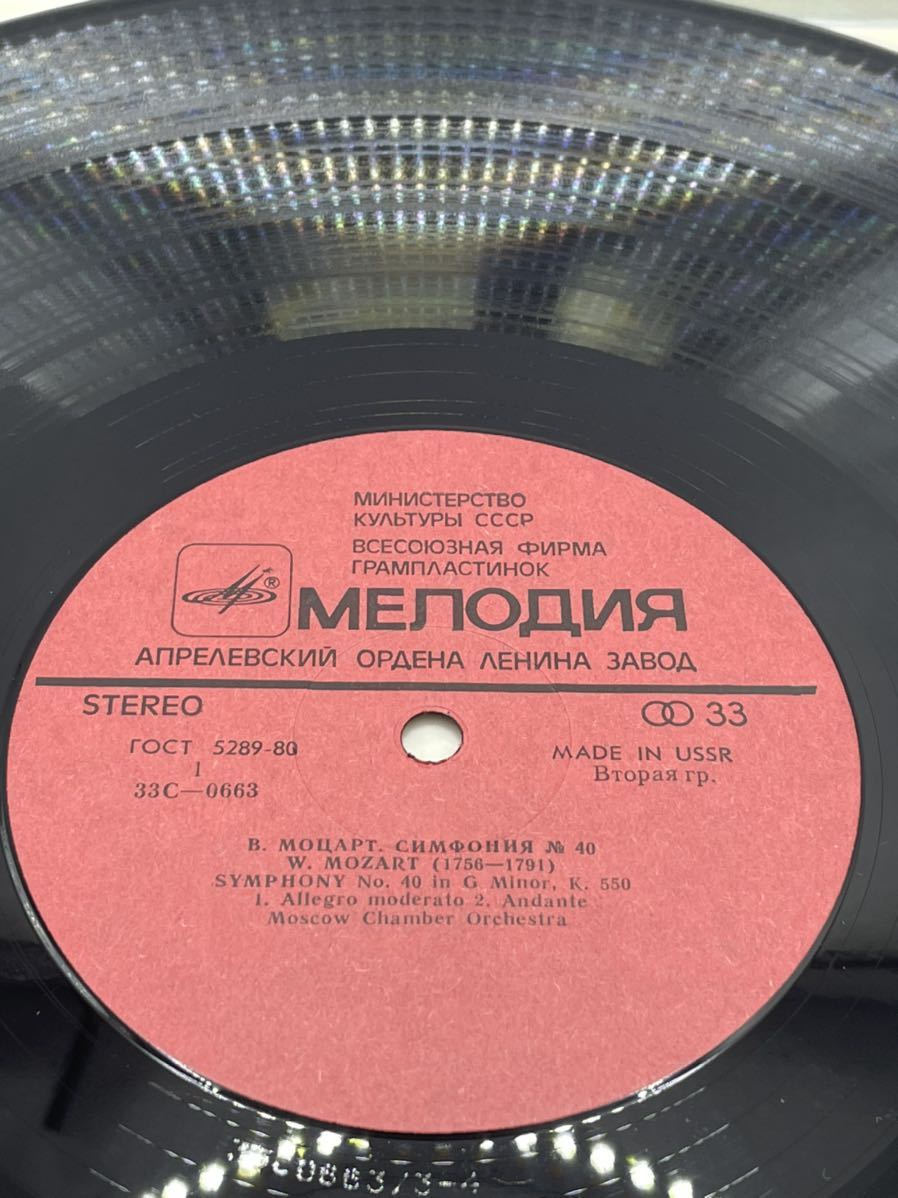 МИНИСТЕРСТВО
КУЛЬТУРЫ СССР
ВСЕСОЮЗНАЯ ФИРМА
ГРАМПЛАСТИНОК
® МЕЛОДИЯ
АПРЕЛЕВСКИЙ ОРДЕНА ЛЕНИНА ЗАВОД
STEREO
33
ГОСТ 5289-80
1
33С—0663
MADE IN USSR
Вторая гр.
В. МОЦАРТ. СИМФОНИЯ № 40
W. MOZART (1756—1791)
SYMPHONY No. 40 in G Minor, K. 550
1. Allegro moderato 2. Andante
Moscow Chamber Orchestra